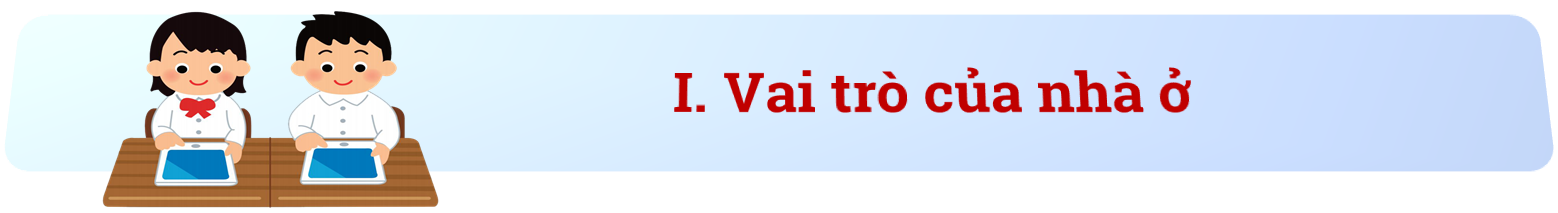 I. Vai trò của nhà ở